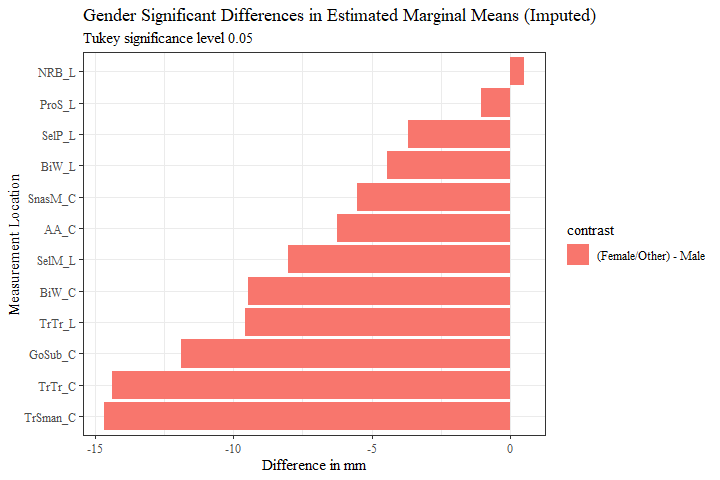 Gender Significant Differences in Estimated Marginal Means (Imputed)
Tukey significance level 0.05
Measurement Location
NRB_L
ProS_L
SelP_L
BiW_L
SnasM_C
AA_C
SelM_L
BiW_C
TrTr_L
GoSub_C
TrTr_C
TrSman_C
-15 -10 -5 0
Difference in mm
contrast
(Female/Other) - Male